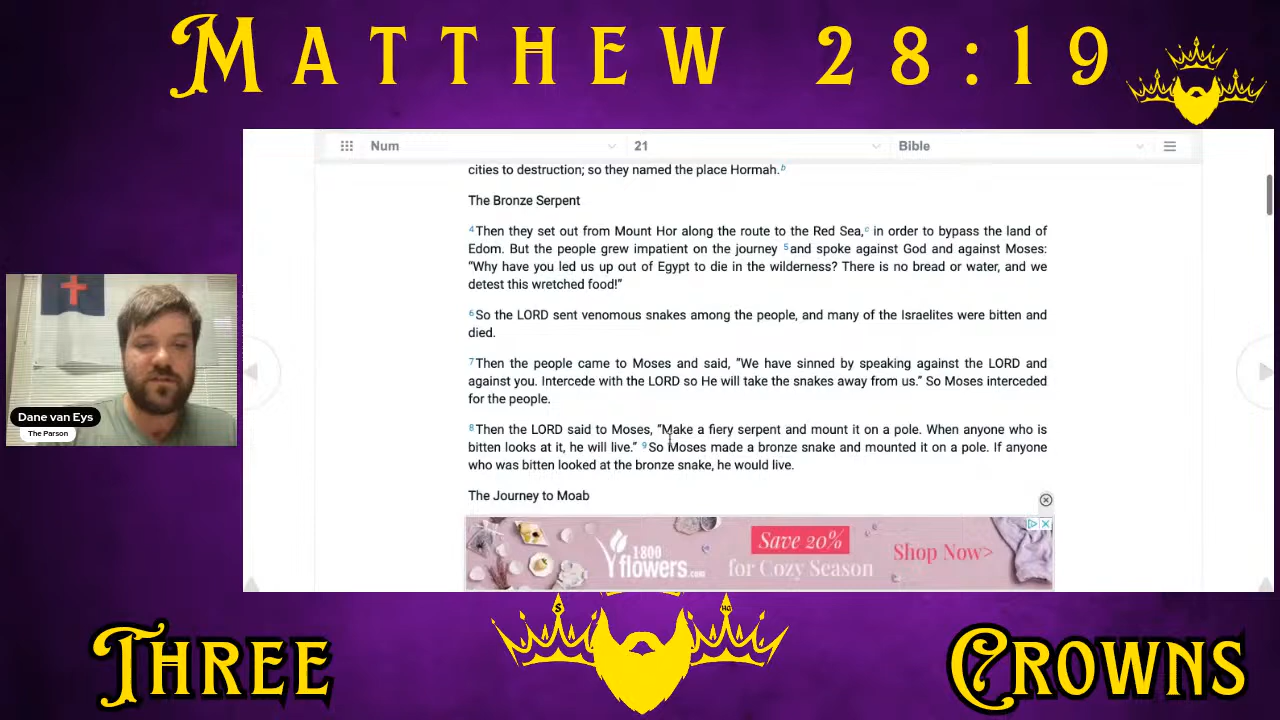 MATTHEW 28:19
Num 21 Bible
cities to destruction; so they named the place Hormah. b
The Bronze Serpent
4 Then they set out from Mount Hor along the route to the Red Sea, c in order to bypass the land of
Edom. But the people grew impatient on the journey 5 and spoke against God and against Moses:
“Why have you led us up out of Egypt to die in the wilderness? There is no bread or water, and we
detest this wretched food!”
6 So the LORD sent venomous snakes among the people, and many of the Israelites were bitten and
died.
7 Then the people came to Moses and said, “We have sinned by speaking against the LORD and
against you. Intercede with the LORD so He will take the snakes away from us.” So Moses interceded
for the people.
8 Then the LORD said to Moses, “Make a fiery serpent and mount it on a pole. When anyone who is
bitten looks at it, he will live.” 9 So Moses made a bronze snake and mounted it on a pole. If anyone
who was bitten looked at the bronze snake, he would live.
The Journey to Moab
Dane van Eys
The Parson
1800
flowers.com
Save 20%
for Cozy Season
Shop Now>
S HG
THREE CROWNS